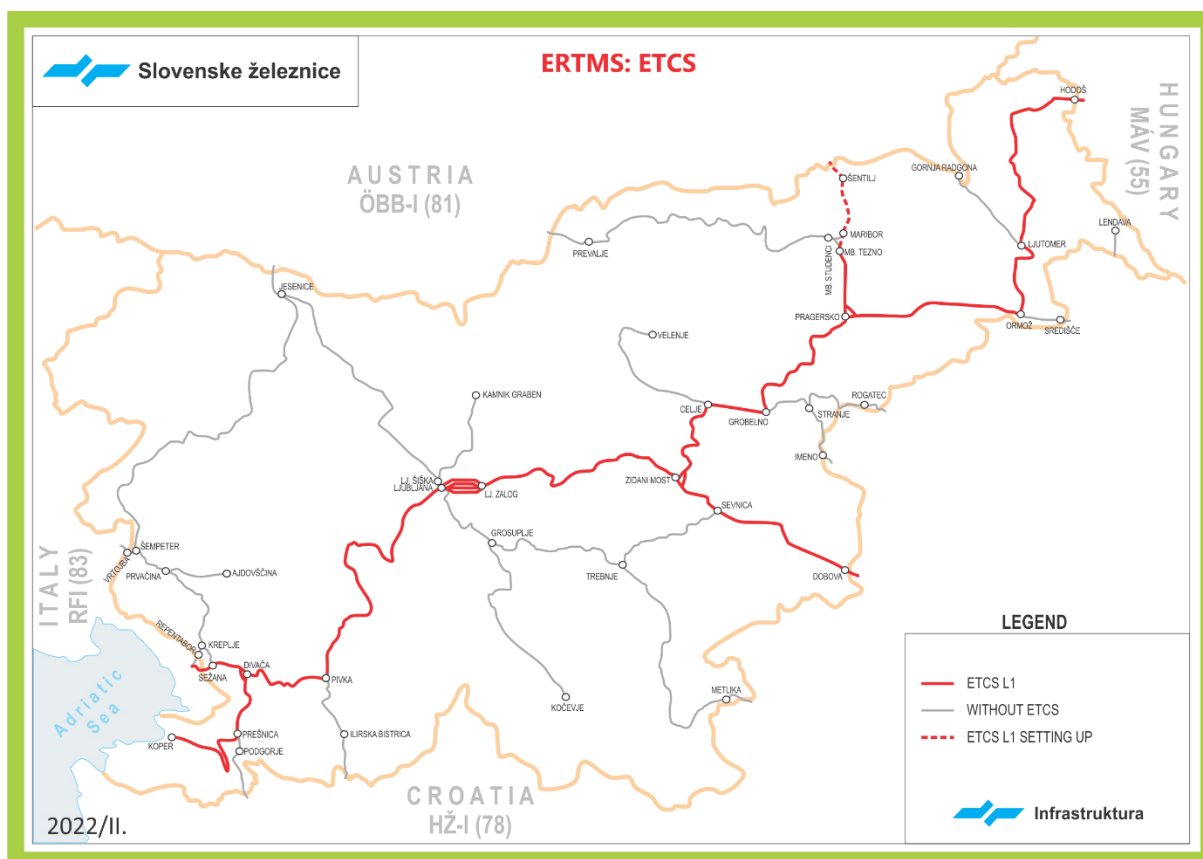 Slovenske železnice
ERTMS: ETCS
HUNGARY
MÁV (55)
AUSTRIA
ÖBB-I (81)
HODOŠ
GORNJA RADGONA
ŠENTILJ
LENDAVA
MARIBOR
LJUTOMER
PREVALJE
MB. TEZNO
MB. STUDENCI
JESENICE
PRAGERSKO
ORMOŽ
SREDIŠČE
VELENJE
KAMNIK GRABEN
CELJE
ROGATEC
GROBELNO
STRANJE
IMENO
LJ. ŠIŠKA
LJUBLJANA
LJ. ZALOG
ZIDANI MOST
SEVNICA
GROSUPLJE
ŠEMPETER
VRTOJBA
PRVAČINA
AJDOVŠČINA
TREBNJE
DOBOVA
ITALY
RFI (83)
REPENTABOR
KREPLJE
SEŽANA
DIVAČA
PIVKA
KOČEVJE
METLIKA
Adriatic
Sea
KOPER
PREŠNICA
PODGORJE
ILIRSKA BISTRICA
CROATIA
HŽ-I (78)
2022/II.
LEGEND
ETCS L1
WITHOUT ETCS
ETCS L1 SETTING UP
Infrastruktura